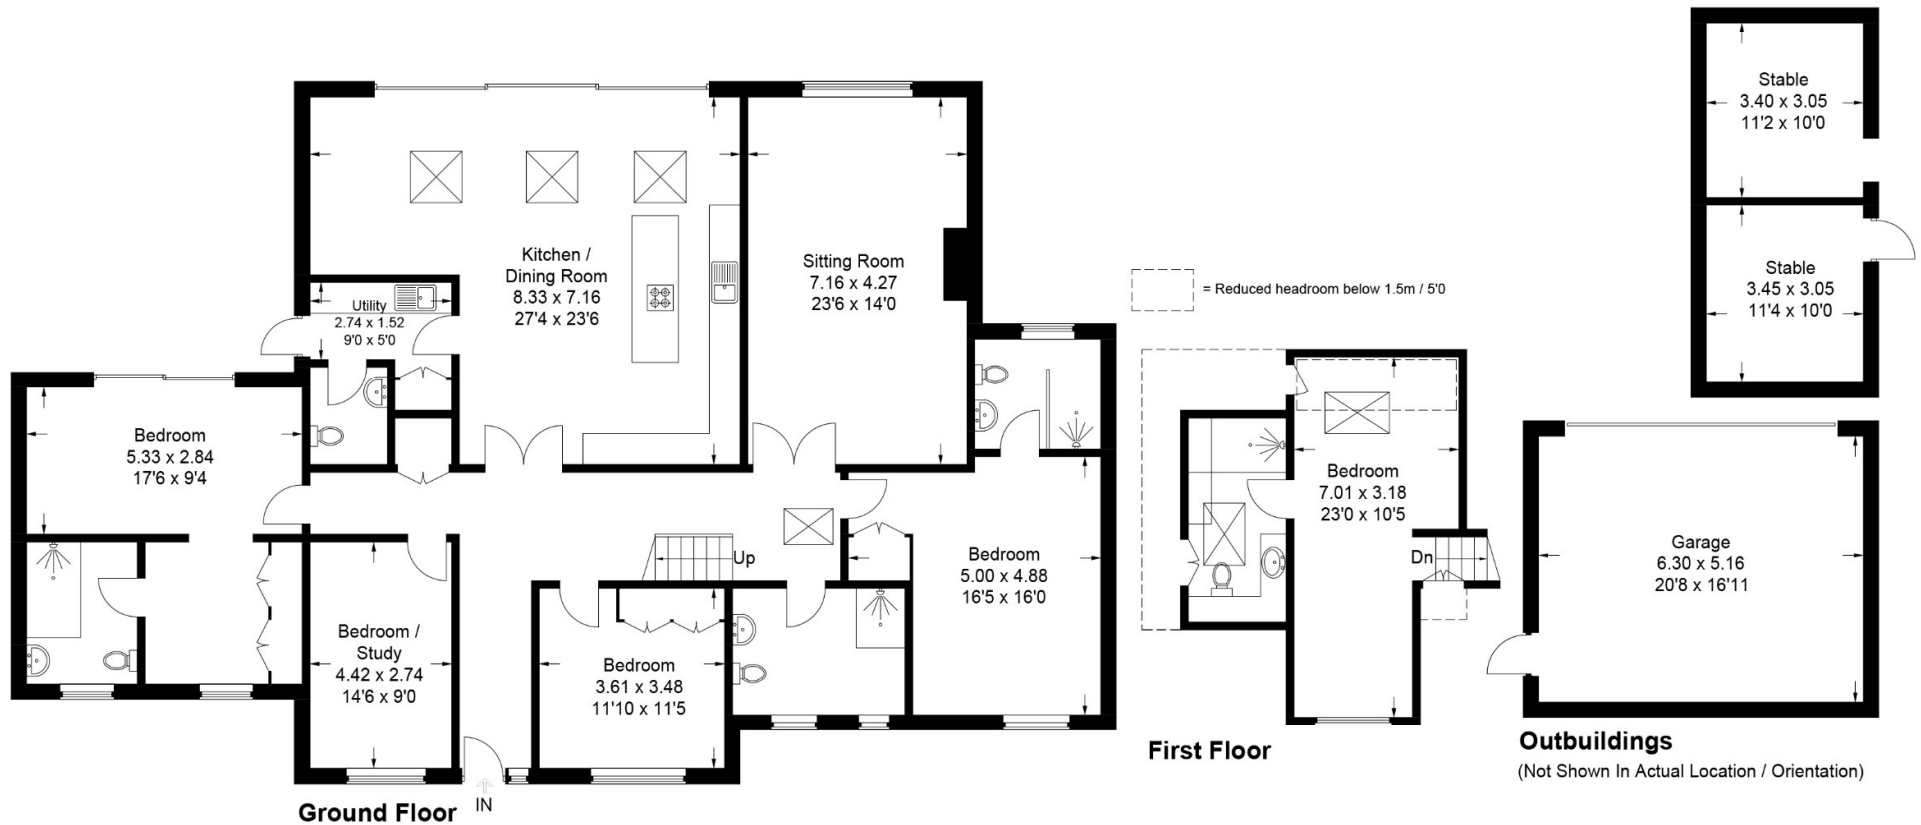 Kitchen /
Dining Room
8.33 x 7.16
27'4 x 23'6
Sitting Room
7.16 x 4.27
23'6 x 14'0
Utility
2.74 x 1.52
9'0 x 5'0
Bedroom
5.33 x 2.84
17'6 x 9'4
Bedroom /
Study
4.42 x 2.74
14'6 x 9'0
Up
Bedroom
3.61 x 3.48
11'10 x 11'5
Bedroom
5.00 x 4.88
16'5 x 16'0
IN
Ground Floor
= Reduced headroom below 1.5m / 5'0
Bedroom
7.01 x 3.18
23'0 x 10'5
Dn
First Floor
Stable
3.40 x 3.05
11'2 x 10'0
Stable
3.45 x 3.05
11'4 x 10'0
Garage
6.30 x 5.16
20'8 x 16'11
Outbuildings
(Not Shown In Actual Location / Orientation)